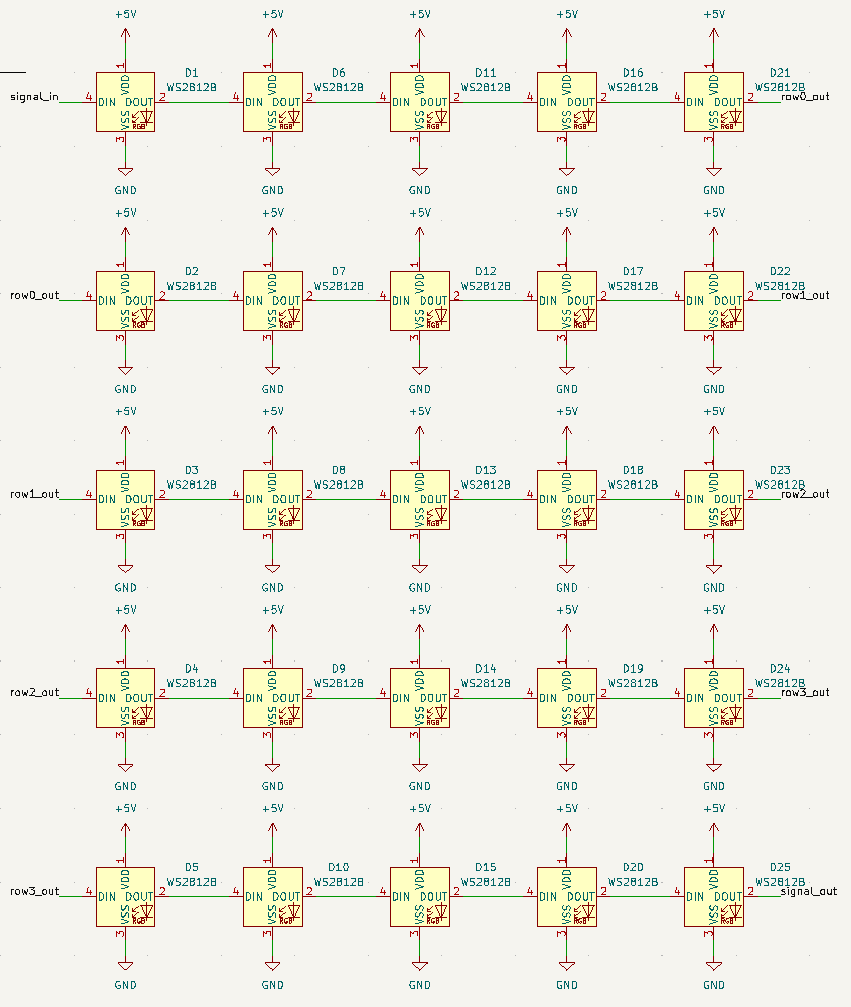 +5V +5V +5V +5V +5V
1 D1 1 D6 1 D11 1 D16 1 D21
VDD WS2812B VDD WS2812B VDD WS2812B VDD WS2812B VDD WS2812B
signal_in 4 DIN DOUT 2 4 DIN DOUT 2 4 DIN DOUT 2 4 DIN DOUT 2 4 DIN DOUT 2 row0_out
VSS RGB VSS RGB VSS RGB VSS RGB VSS RGB
3 3 3 3 3
GND GND GND GND GND
+5V +5V +5V +5V +5V
1 D2 1 D7 1 D12 1 D17 1 D22
VDD WS2812B VDD WS2812B VDD WS2812B VDD WS2812B VDD WS2812B
row0_out 4 DIN DOUT 2 4 DIN DOUT 2 4 DIN DOUT 2 4 DIN DOUT 2 4 DIN DOUT 2 row1_out
VSS RGB VSS RGB VSS RGB VSS RGB VSS RGB
3 3 3 3 3
GND GND GND GND GND
+5V +5V +5V +5V +5V
1 D3 1 D8 1 D13 1 D18 1 D23
VDD WS2812B VDD WS2812B VDD WS2812B VDD WS2812B VDD WS2812B
row1_out 4 DIN DOUT 2 4 DIN DOUT 2 4 DIN DOUT 2 4 DIN DOUT 2 4 DIN DOUT 2 row2_out
VSS RGB VSS RGB VSS RGB VSS RGB VSS RGB
3 3 3 3 3
GND GND GND GND GND
+5V +5V +5V +5V +5V
1 D4 1 D9 1 D14 1 D19 1 D24
VDD WS2812B VDD WS2812B VDD WS2812B VDD WS2812B VDD WS2812B
row2_out 4 DIN DOUT 2 4 DIN DOUT 2 4 DIN DOUT 2 4 DIN DOUT 2 4 DIN DOUT 2 row3_out
VSS RGB VSS RGB VSS RGB VSS RGB VSS RGB
3 3 3 3 3
GND GND GND GND GND
+5V +5V +5V +5V +5V
1 D5 1 D10 1 D15 1 D20 1 D25
VDD WS2812B VDD WS2812B VDD WS2812B VDD WS2812B VDD WS2812B
row3_out 4 DIN DOUT 2 4 DIN DOUT 2 4 DIN DOUT 2 4 DIN DOUT 2 4 DIN DOUT 2 signal_out
VSS RGB VSS RGB VSS RGB VSS RGB VSS RGB
3 3 3 3 3
GND GND GND GND GND